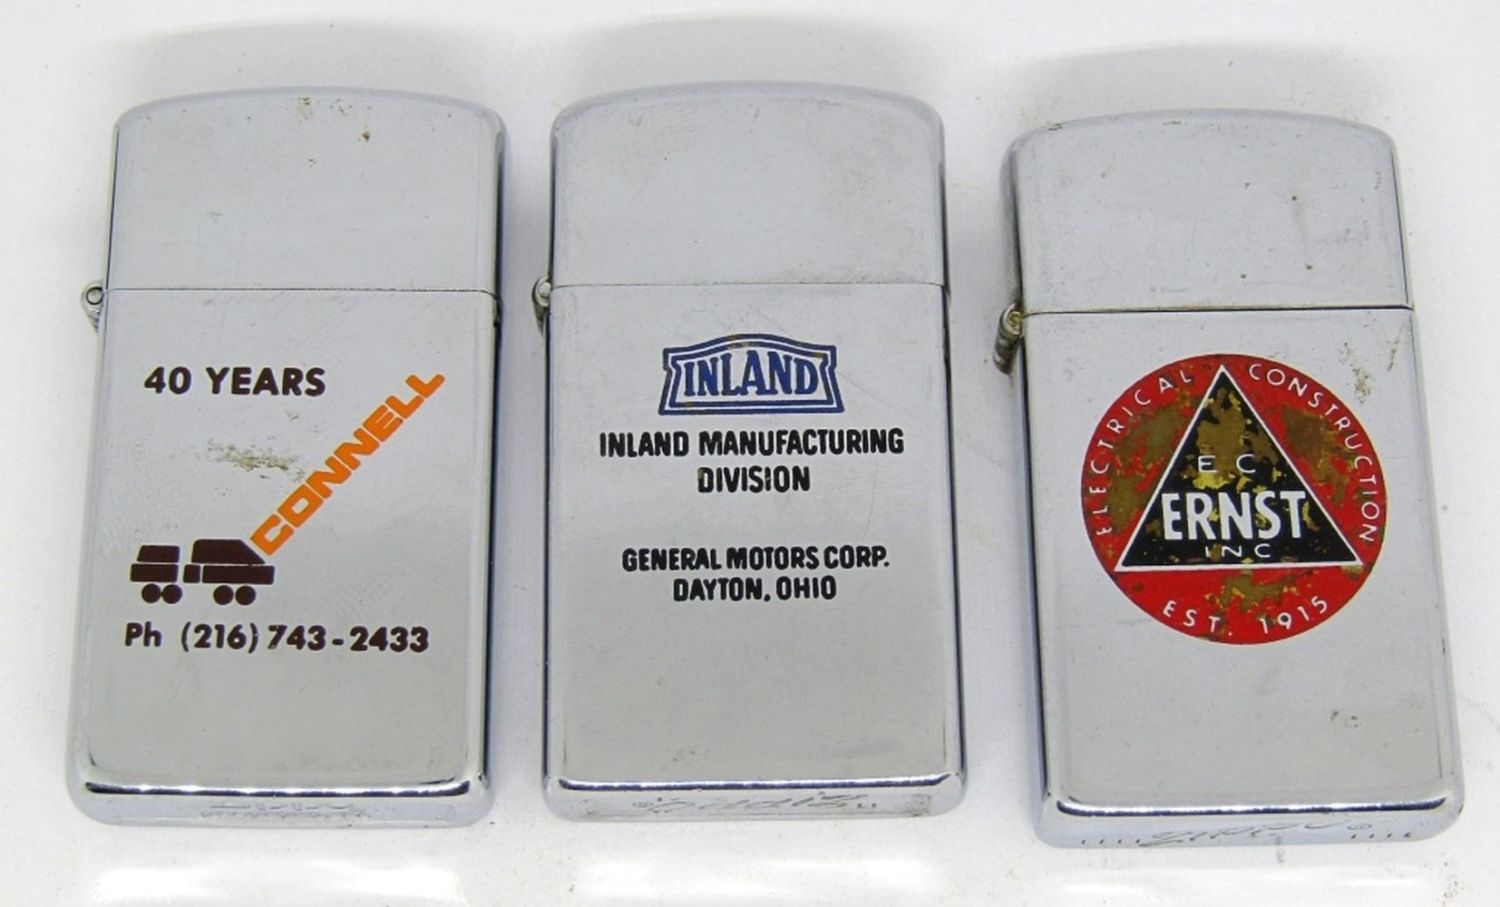 40 YEARS
CONNELL
Ph (216) 743-2433
INLAND
INLAND MANUFACTURING
DIVISION
GENERAL MOTORS CORP.
DAYTON, OHIO
ELECTRICAL CONSTRUCTION
E C
ERNST
INC
EST. 1915